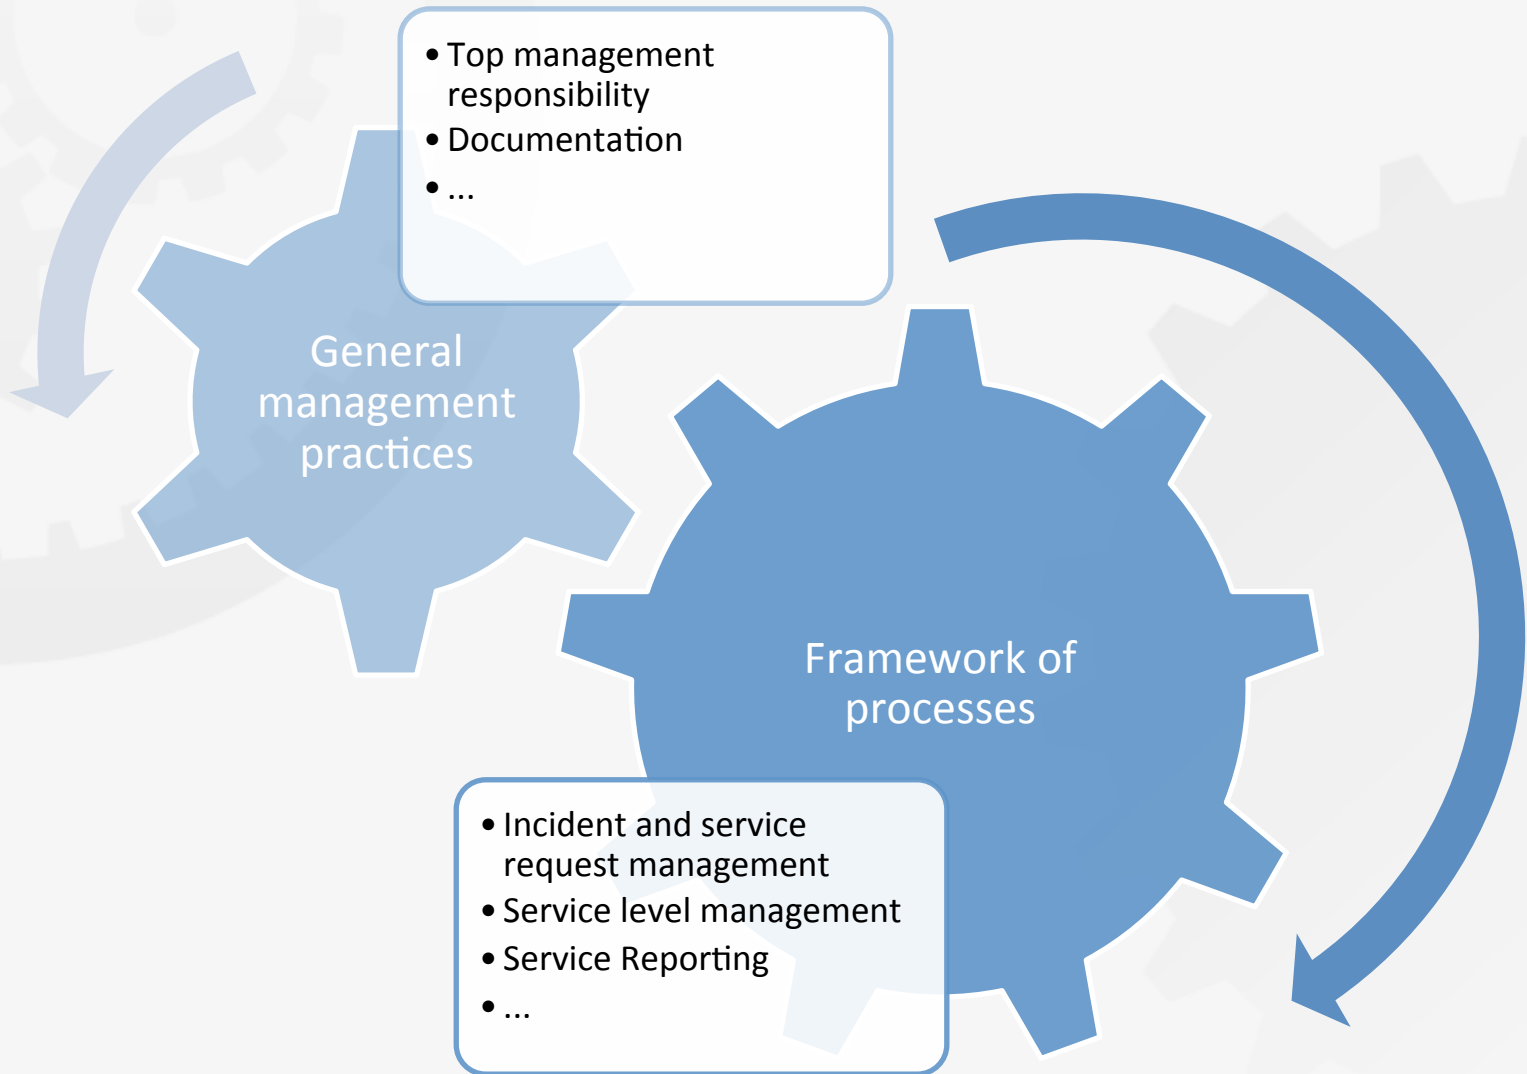 • Top management
responsibility
• Documentation
• ...
General
management
practices
Framework of
processes
• Incident and service
request management
• Service level management
• Service Reporting
• ...